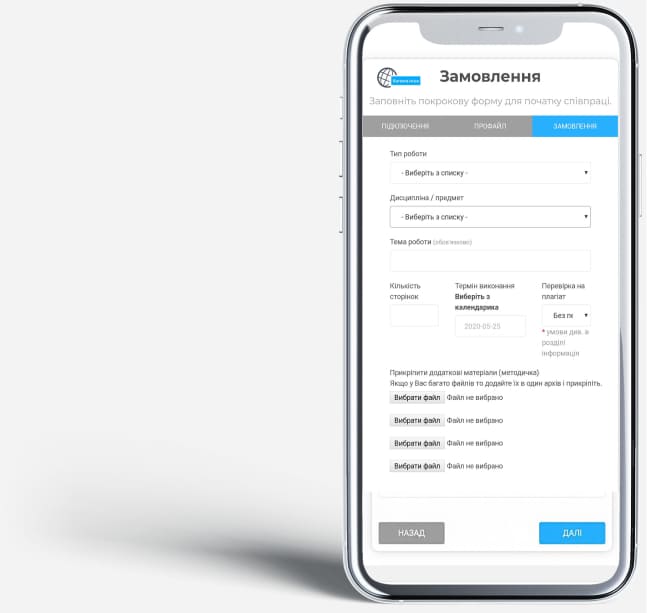 Замовлення
Заповніть покрокову форму для початку співпраці.
ПІДКЛЮЧЕННЯ ПРОФАЙЛ ЗАМОВЛЕННЯ
Тип роботи
- Виберіть з списку -
Дисципліна / предмет
- Виберіть з списку -
Тема роботи (обов'язково)
Кількість сторінок
Термін виконання
Виберіть з календарика
Перевірка на плагіат
2020-05-25
Без
* умови див. в
розділі
інформація
Прикріпити додаткові матеріали (методичка)
Якщо у Вас багато файлів то додайте їх в один архів і прикріпіть.
Вибрати файл Файл не вибрано
Вибрати файл Файл не вибрано
Вибрати файл Файл не вибрано
Вибрати файл Файл не вибрано
НАЗАД ДАЛІ